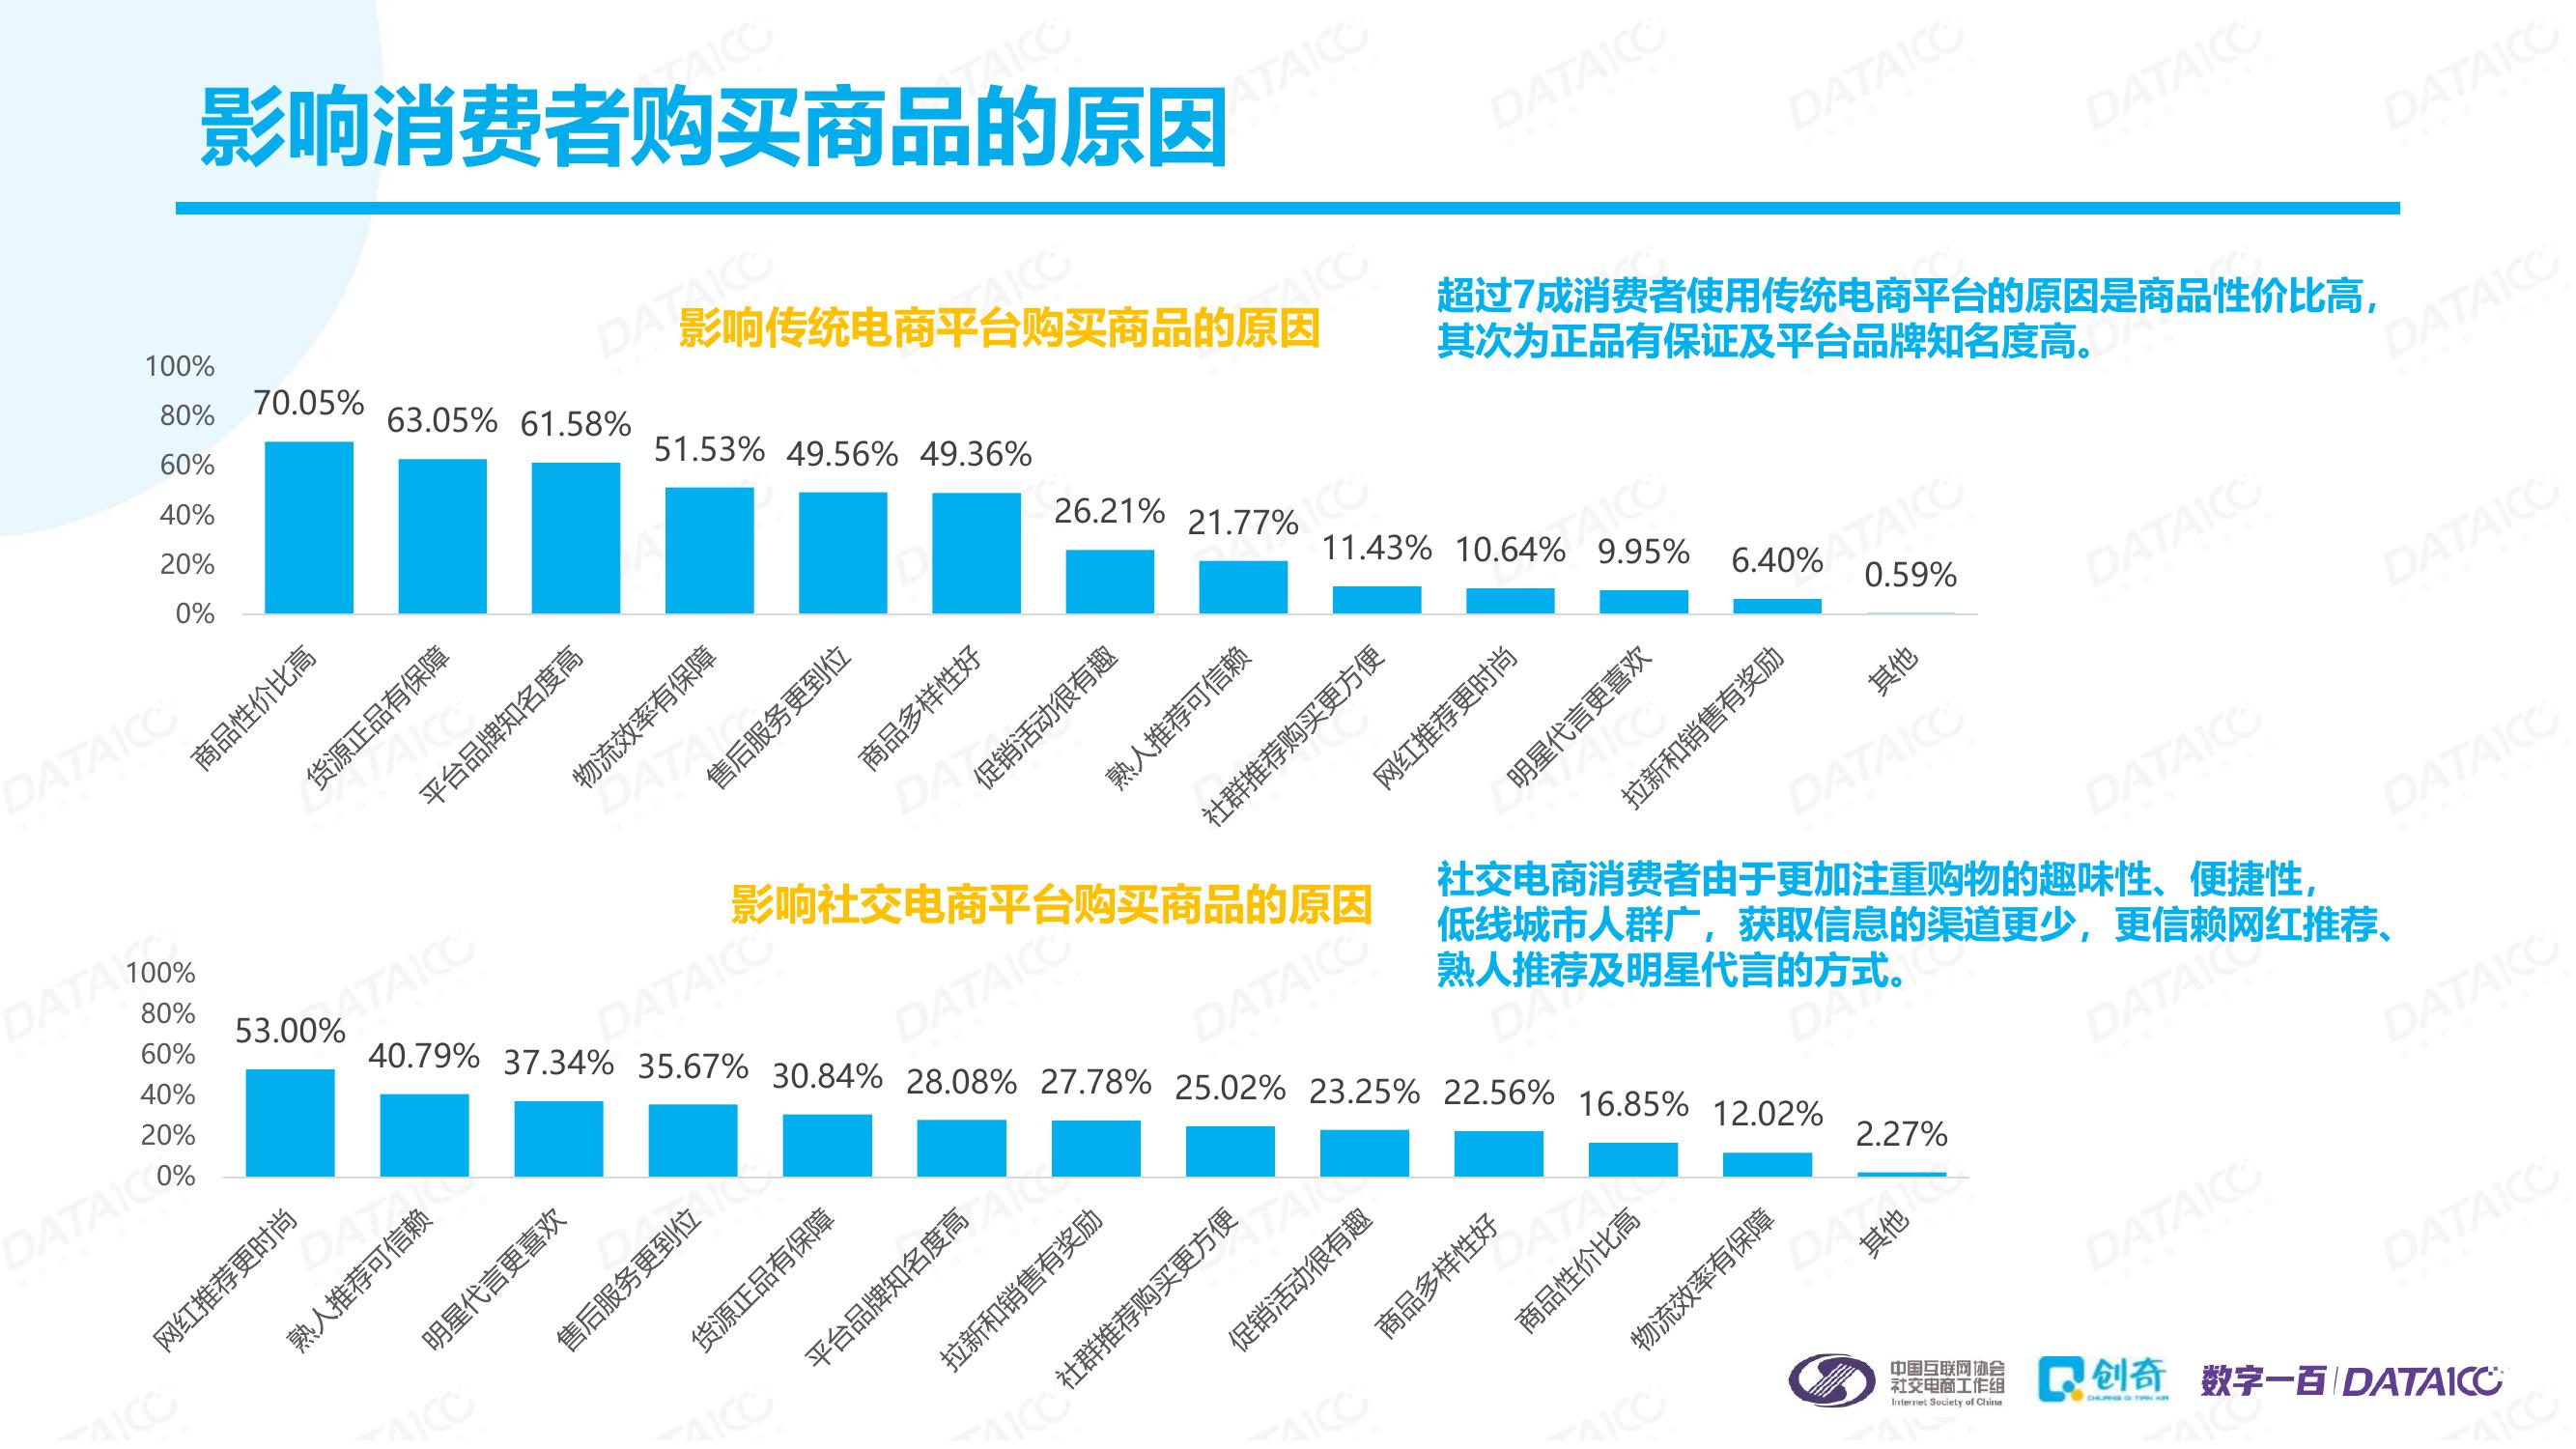 影响消费者购买商品的原因
影响传统电商平台购买商品的原因
超过7成消费者使用传统电商平台的原因是商品性价比高，
其次为正品有保证及平台品牌知名度高。
100%
80%
60%
40%
20%
0%
70.05%
63.05%
61.58%
51.53%
49.56%
49.36%
26.21%
21.77%
11.43%
10.64%
9.95%
6.40%
0.59%
商品性价比高
货源正品有保障
平台品牌知名度高
物流效率有保障
售后服务更到位
商品多样性好
促销活动很有趣
熟人推荐可信赖
社群推荐购买更方便
网红推荐更时尚
明星代言更喜欢
拉新和销售有奖励
其他
影响社交电商平台购买商品的原因
社交电商消费者由于更加注重购物的趣味性、便捷性，
低线城市人群广，获取信息的渠道更少，更信赖网红推荐、
熟人推荐及明星代言的方式。
100%
80%
60%
40%
20%
0%
53.00%
40.79%
37.34%
35.67%
30.84%
28.08%
27.78%
25.02%
23.25%
22.56%
16.85%
12.02%
2.27%
网红推荐更时尚
熟人推荐可信赖
明星代言更喜欢
售后服务更到位
货源正品有保障
平台品牌知名度高
拉新和销售有奖励
社群推荐购买更方便
促销活动很有趣
商品多样性好
商品性价比高
物流效率有保障
其他
中国互联网协会
社交电商工作组
Internet Society of China
创奇
CHUANG QI TIAN XIA
数字一百 | DATA100